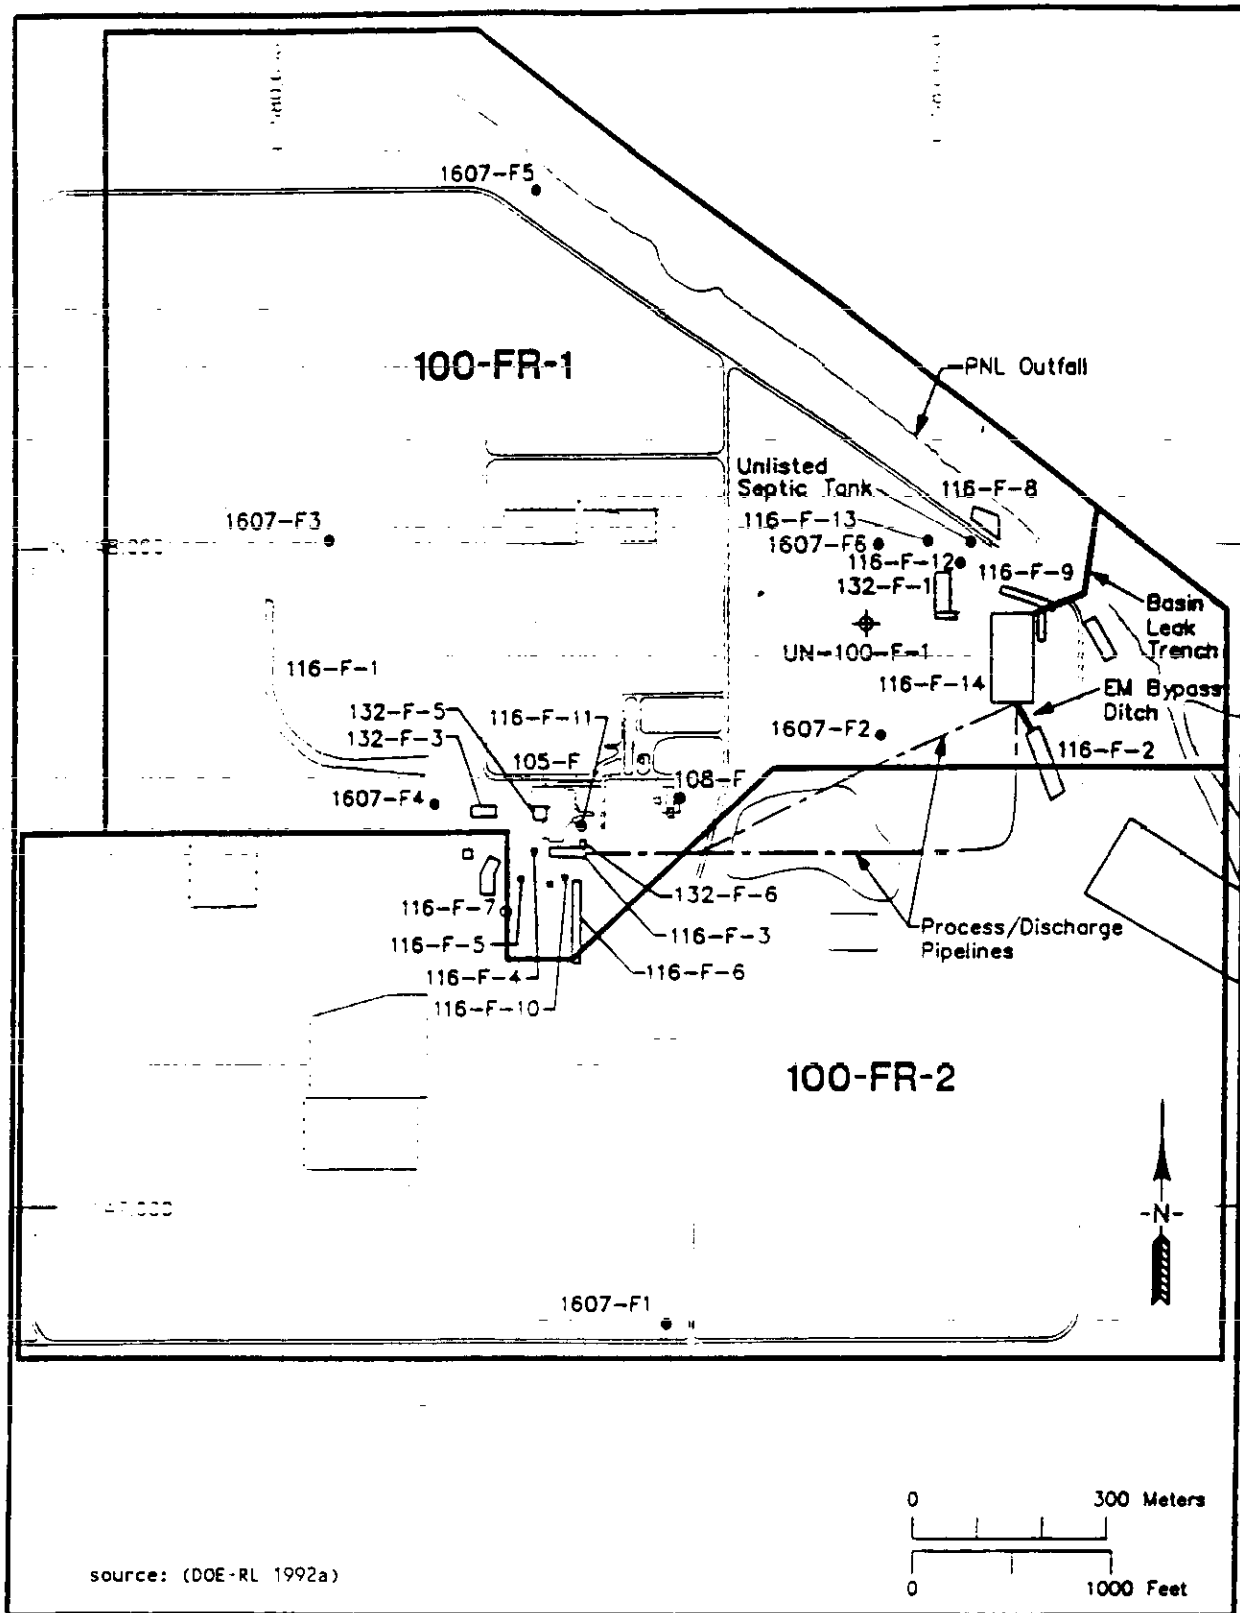 1607-F5
100-FR-1
PNL Outfall
Unlisted
Septic Tank
116-F-8
1607-F3
116-F-13
1607-F6
116-F-12
116-F-9
132-F-1
Basin
Leak
Trench
UN-100-F-1
116-F-1
116-F-14
EM Bypass
Ditch
132-F-5
116-F-11
132-F-3
1607-F2
116-F-2
105-F
108-F
1607-F4
132-F-6
116-F-7
116-F-3
Process/Discharge
Pipelines
116-F-5
116-F-4
116-F-6
116-F-10
100-FR-2
-N-
1607-F1
0 300 Meters
0 1000 Feet
source: (DOE-RL 1992a)